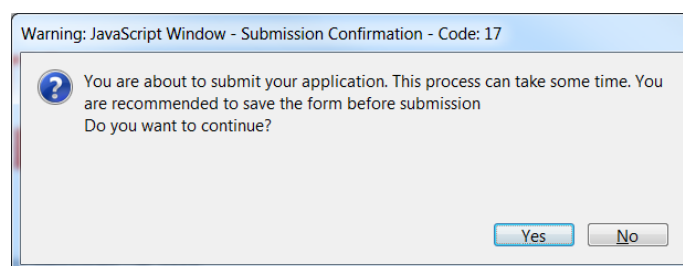 Warning: JavaScript Window - Submission Confirmation - Code: 17
You are about to submit your application. This process can take some time. You
are recommended to save the form before submission
Do you want to continue?
Yes No